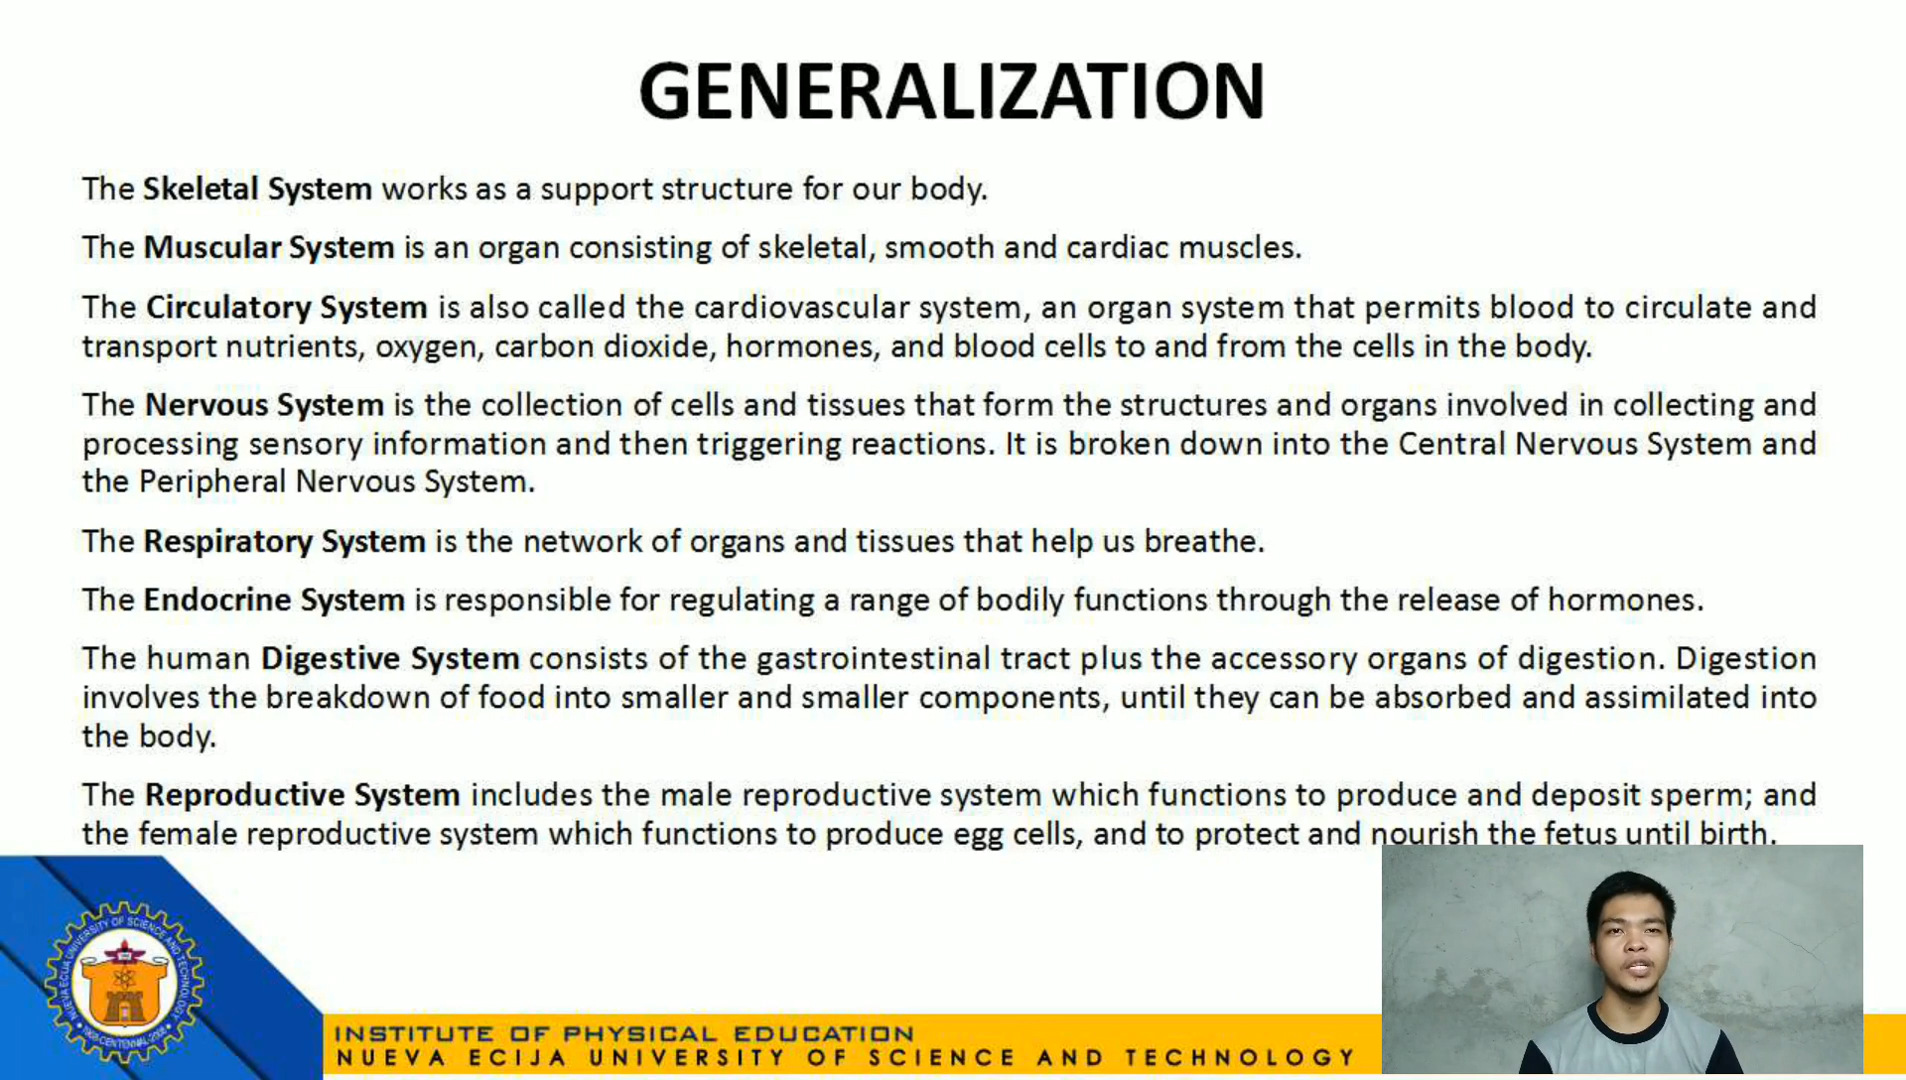 GENERALIZATION
The Skeletal System works as a support structure for our body.
The Muscular System is an organ consisting of skeletal, smooth and cardiac muscles.
The Circulatory System is also called the cardiovascular system, an organ system that permits blood to circulate and
transport nutrients, oxygen, carbon dioxide, hormones, and blood cells to and from the cells in the body.
The Nervous System is the collection of cells and tissues that form the structures and organs involved in collecting and
processing sensory information and then triggering reactions. It is broken down into the Central Nervous System and
the Peripheral Nervous System.
The Respiratory System is the network of organs and tissues that help us breathe.
The Endocrine System is responsible for regulating a range of bodily functions through the release of hormones.
The human Digestive System consists of the gastrointestinal tract plus the accessory organs of digestion. Digestion
involves the breakdown of food into smaller and smaller components, until they can be absorbed and assimilated into
the body.
The Reproductive System includes the male reproductive system which functions to produce and deposit sperm; and
the female reproductive system which functions to produce egg cells, and to protect and nourish the fetus until birth.
NUEVA ECIJA UNIVERSITY OF SCIENCE AND TECHNOLOGY
1908-CENTENNIAL-2008
INSTITUTE OF PHYSICAL EDUCATION
NUEVA ECIJA UNIVERSITY OF SCIENCE AND TECHNOLOGY